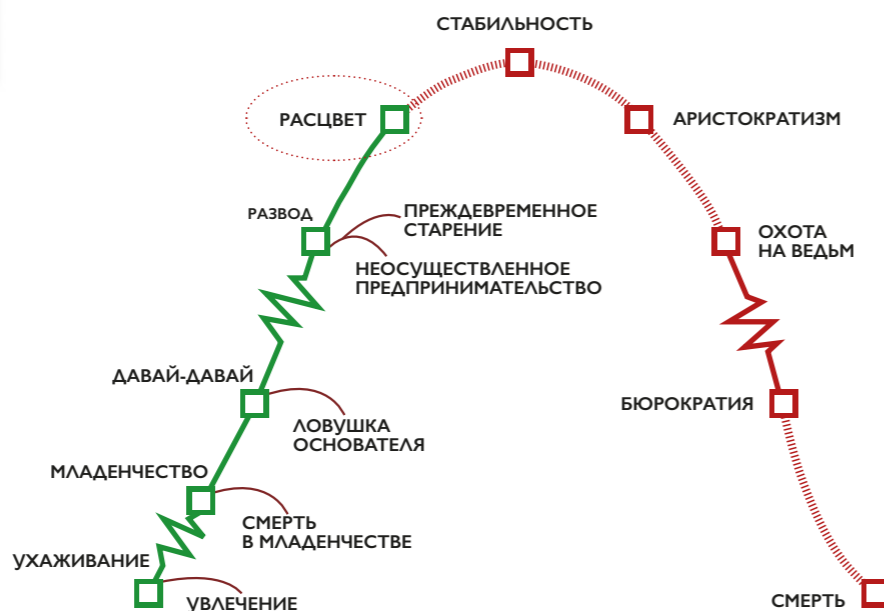 СТАБИЛЬНОСТЬ
РАСЦВЕТ
АРИСТОКРАТИЗМ
РАЗВОД
ПРЕЖДЕВРЕМЕННОЕ
СТАРЕНИЕ
ОХОТА
НА ВЕДЬМ
НЕОСУЩЕСТВЛЕННОЕ
ПРЕДПРИНИМАТЕЛЬСТВО
ДАВАЙ-ДАВАЙ
БЮРОКРАТИЯ
ЛОВУШКА
ОСНОВАТЕЛЯ
МЛАДЕНЧЕСТВО
СМЕРТЬ
В МЛАДЕНЧЕСТВЕ
УХАЖИВАНИЕ
УВЛЕЧЕНИЕ
СМЕРТЬ